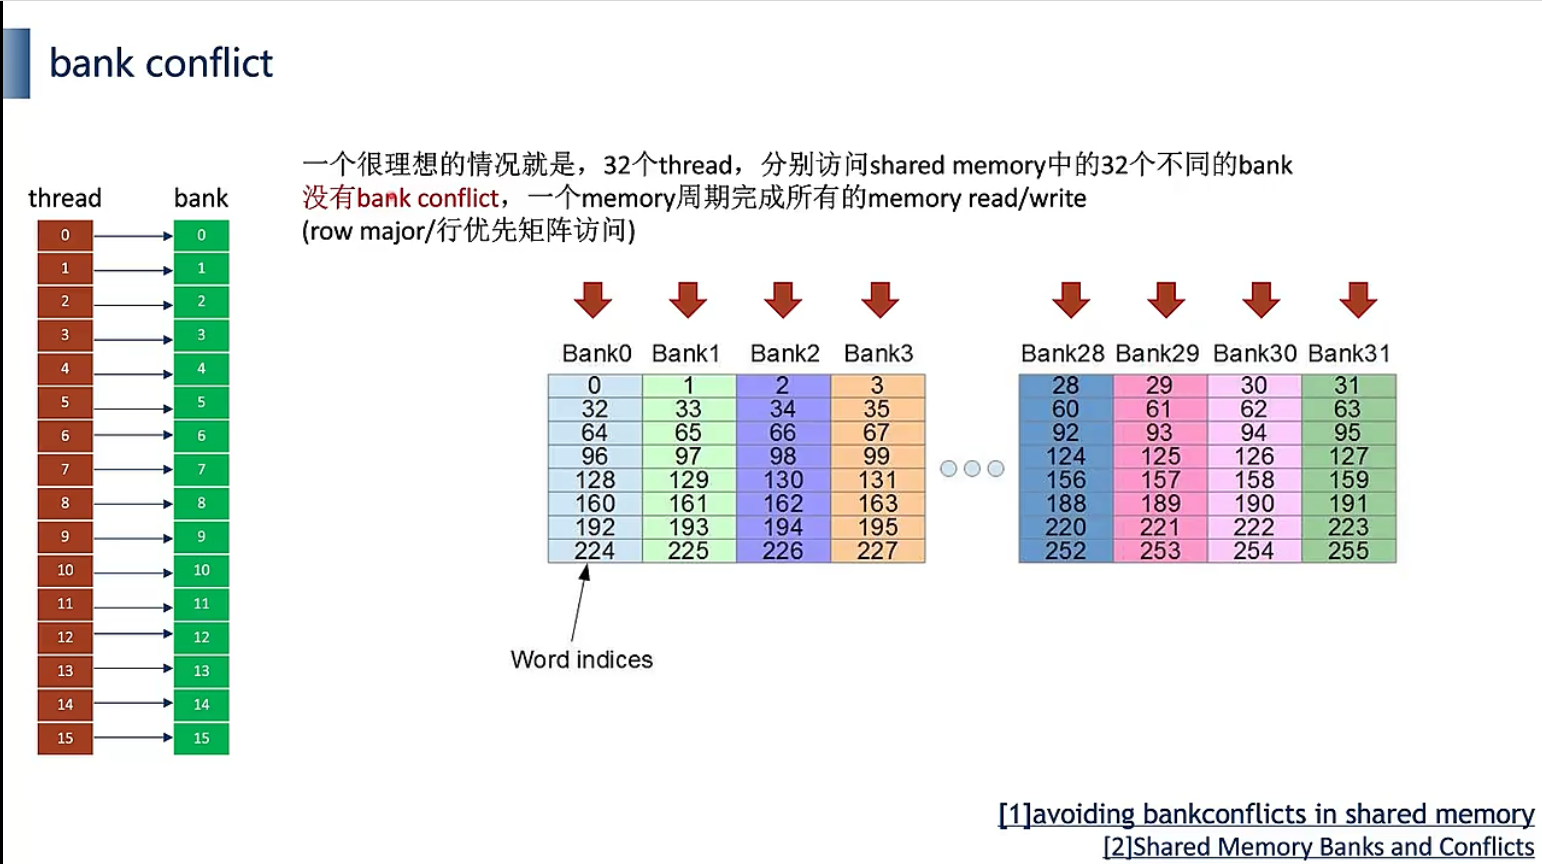 bank conflict
一个很理想的情况就是，32个thread，分别访问shared memory中的32个不同的bank
没有bank conflict，一个memory周期完成所有的memory read/write
(row major/行优先矩阵访问)
thread bank
0 0
1 1
2 2
3 3
4 4
5 5
6 6
7 7
8 8
9 9
10 10
11 11
12 12
13 13
14 14
15 15
Bank0 Bank1 Bank2 Bank3 Bank28 Bank29 Bank30 Bank31
0 1 2 3 28 29 30 31
32 33 34 35 60 61 62 63
64 65 66 67 92 93 94 95
96 97 98 99 124 125 126 127
128 129 130 131 156 157 158 159
160 161 162 163 188 189 190 191
192 193 194 195 220 221 222 223
224 225 226 227 252 253 254 255
Word indices
[1]avoiding bankconflicts in shared memory
[2]Shared Memory Banks and Conflicts